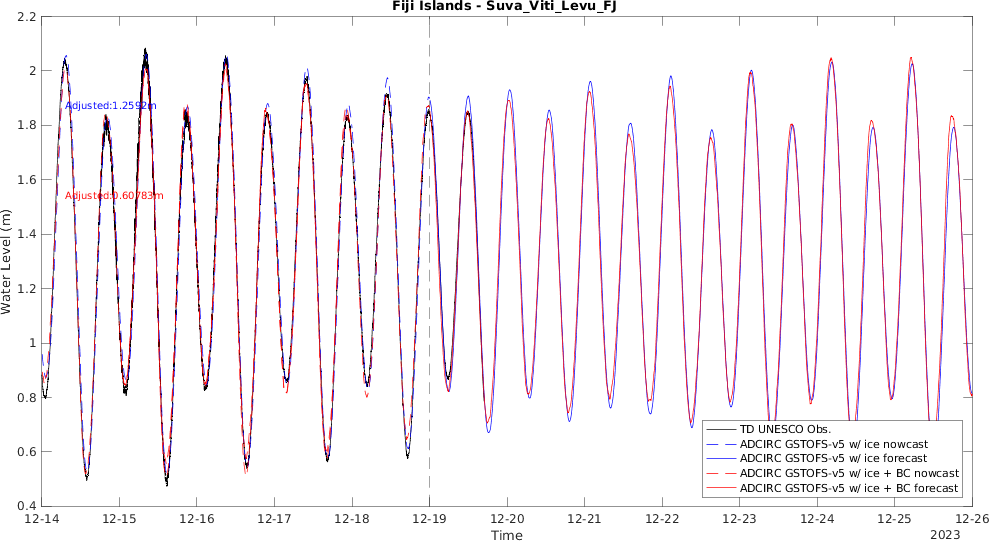 Fiji Islands - Suva_Viti_Levu_FJ
2.2
2
1.8
1.6
1.4
1.2
1
0.8
0.6
0.4
Water Level (m)
Adjusted:1.2592m
Adjusted:0.60783m
TD UNESCO Obs.
ADCIRC GSTOFS-v5 w/ ice nowcast
ADCIRC GSTOFS-v5 w/ ice forecast
ADCIRC GSTOFS-v5 w/ ice + BC nowcast
ADCIRC GSTOFS-v5 w/ ice + BC forecast
12-14 12-15 12-16 12-17 12-18 12-19 12-20 12-21 12-22 12-23 12-24 12-25 12-26
Time
2023